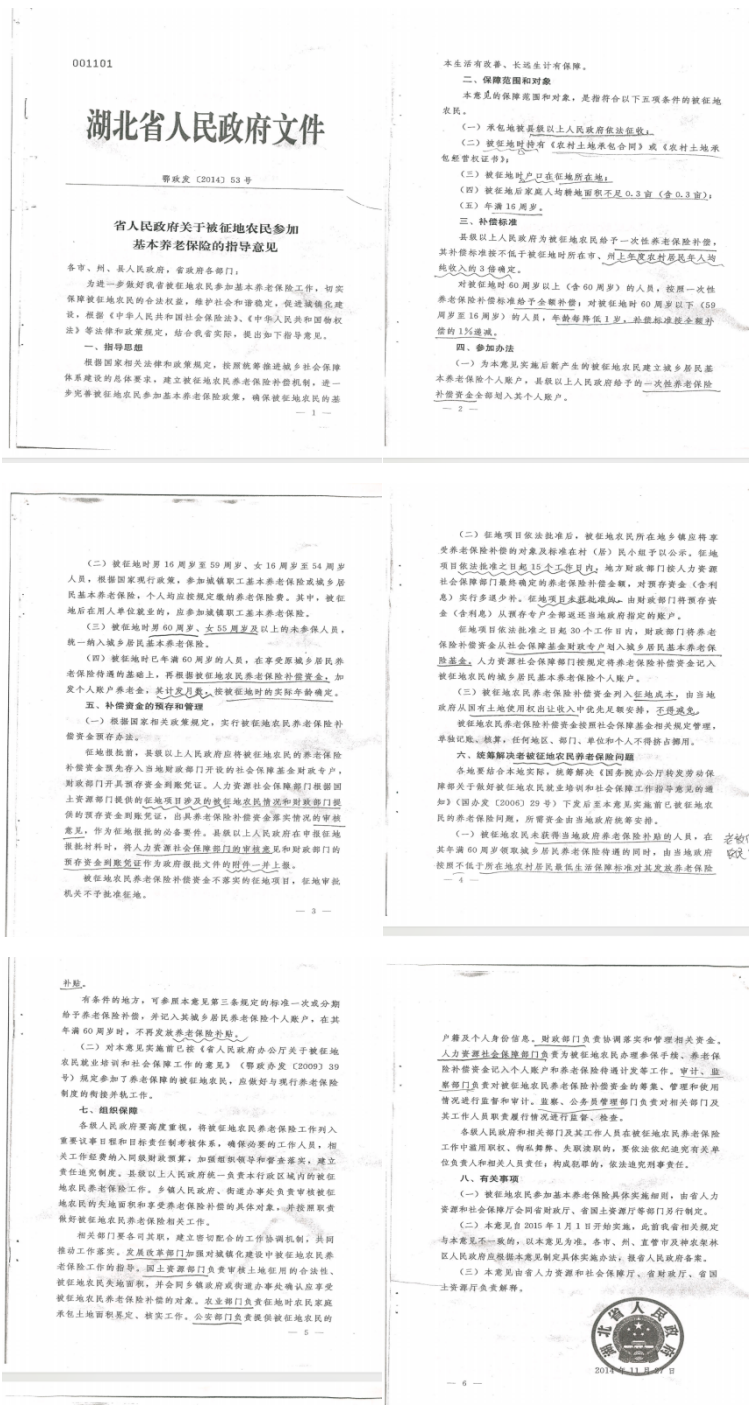 001101
湖北省人民政府文件
鄂政发〔2014〕53号
省人民政府关于被征地农民参加
基本养老保险的指导意见
各市、州、县人民政府，省政府各部门：
为进一步做好我省被征地农民参加基本养老保险工作，切实
保障被征地农民的合法权益，维护社会和谐稳定，促进城镇化建
设，根据《中华人民共和国社会保险法》、《中华人民共和国物权
法》等法律和政策规定，结合我省实际，提出如下指导意见。
一、指导思想
根据国家相关法律和政策规定，按照统筹推进城乡社会保障
体系建设的总体要求，建立被征地农民养老保险补偿机制，进一
步完善被征地农民参加基本养老保险政策，确保被征地农民的基
— 1 —
本生活有改善、长远生计有保障。
二、保障范围和对象
本意见的保障范围和对象，是指符合以下五项条件的被征地
农民。
（一）承包地被县级以上人民政府依法征收；
（二）被征地时持有《农村土地承包合同》或《农村土地承
包经营权证书》；
（三）被征地时户口在征地所在地；
（四）被征地后家庭人均耕地面积不足0.3亩（含0.3亩）；
（五）年满16周岁。
三、补偿标准
县级以上人民政府为被征地农民给予一次性养老保险补偿，
其补偿标准按不低于被征地时所在市、州上年度农村居民年人均
纯收入的3倍确定。
对被征地时60周岁以上（含60周岁）的人员，按照一次性
养老保险补偿标准给予全额补偿；对被征地时60周岁以下（59
周岁至16周岁）的人员，年龄每降低1岁，补偿标准按全额补
偿的1%递减。
四、参加办法
（一）为本意见实施后新产生的被征地农民建立城乡居民基
本养老保险个人账户，县级以上人民政府给予的一次性养老保险
补偿资金全部划入其个人账户。
— 2 —
（二）被征地时男16周岁至59周岁、女16周岁至54周岁
人员，根据国家现行政策，参加城镇职工基本养老保险或城乡居
民基本养老保险，个人均应按规定缴纳养老保险费。其中，被征
地后在用人单位就业的，应参加城镇职工基本养老保险。
（三）被征地时男60周岁、女55周岁及以上的未参保人员，
统一纳入城乡居民基本养老保险。
（四）被征地时已年满60周岁的人员，在享受原城乡居民养
老保险待遇的基础上，再根据被征地农民养老保险补偿资金，加
发个人账户养老金，其计发月数，按被征地时的实际年龄确定。
五、补偿资金的预存和管理
（一）根据国家相关政策规定，实行被征地农民养老保险补
偿资金预存办法。
征地报批前，县级以上人民政府应将被征地农民的养老保险
补偿资金预先存入当地财政部门开设的社会保障基金财政专户，
财政部门开具预存资金到账凭证。人力资源社会保障部门根据国
土资源部门提供的征地项目涉及的被征地农民情况和财政部门提
供的预存资金到账凭证，出具养老保险补偿资金落实情况的审核
意见，作为征地报批的必备要件。县级以上人民政府在申报征地
报批材料时，将人力资源社会保障部门的审核意见和财政部门的
预存资金到账凭证作为政府报批文件的附件一并上报。
被征地农民养老保险补偿资金不落实的征地项目，征地审批
机关不予批准征地。
— 3 —
（二）征地项目依法批准后，被征地农民所在地乡镇应将享
受养老保险补偿的对象及标准在村（居）民小组予以公示。征地
项目依法批准之日起15个工作日内，地方财政部门按人力资源
社会保障部门最终确定的养老保险补偿金额，对预存资金（含利
息）实行多退少补。征地项目未获批准的，由财政部门将预存资
金（含利息）从预存专户全部返还当地政府指定的账户。
征地项目依法批准之日起30个工作日内，财政部门将养老
保险补偿资金从社会保障基金财政专户划入城乡居民基本养老保
险基金，人力资源社会保障部门按规定将养老保险补偿资金记入
被征地农民的城乡居民基本养老保险个人账户。
（三）被征地农民养老保险补偿资金列入征地成本，由当地
政府从国有土地使用权出让收入中优先足额安排，不得减免。
被征地农民养老保险补偿资金按照社会保障基金相关规定管理，
单独记账、核算，任何地区、部门、单位和个人不得挤占挪用。
六、统筹解决老被征地农民养老保险问题
各地要结合本地实际，统筹解决《国务院办公厅转发劳动保
障部关于做好被征地农民就业培训和社会保障工作指导意见的通
知》（国办发〔2006〕29号）下发后至本意见实施前已被征地农
民的养老保险问题，所需资金由当地政府统筹安排。
（一）被征地农民未获得当地政府养老保险补贴的人员，在
其年满60周岁领取城乡居民养老保险待遇的同时，由当地政府
按照不低于所在地农村居民最低生活保障标准对其发放养老保险
— 4 —
补贴。
有条件的地方，可参照本意见第三条规定的标准一次或分期
给予养老保险补偿，并记入其城乡居民养老保险个人账户，在其
年满60周岁时，不再发放养老保险补贴。
（二）对本意见实施前已按《省人民政府办公厅关于被征地
农民就业培训和社会保障工作的意见》（鄂政办发〔2009〕39
号）规定参加了养老保险的被征地农民，应做好与现行养老保险
制度的衔接并轨工作。
七、组织保障
各级人民政府要高度重视，将被征地农民养老保险工作列入
重要议事日程和目标责任制考核体系，确保必要的工作人员，相
关工作经费纳入同级财政预算，加强组织领导和督查落实，建立
责任追究制度。县级以上人民政府统一负责本行政区域内的被征
地农民养老保险工作。乡镇人民政府、街道办事处负责审核被征
地农民的失地面积和享受养老保险补偿的具体对象，并按照职责
做好被征地农民养老保险相关工作。
相关部门要各司其职，建立密切配合的工作协调机制，共同
推动工作落实。发展改革部门加强对城镇化建设中被征地农民养
老保险工作的指导。国土资源部门负责审核土地征用的合法性、
被征地农民失地面积，并会同乡镇政府或街道办事处确认应享受
被征地农民养老保险补偿的对象。农业部门负责征地时农民家庭
承包土地面积界定、核实工作。公安部门负责提供被征地农民的
— 5 —
户籍及个人身份信息。财政部门负责协调落实和管理相关资金。
人力资源社会保障部门负责为被征地农民办理参保手续、养老保
险补偿资金记入个人账户和养老保险待遇计发等工作。审计、监
察部门负责对被征地农民养老保险补偿资金的筹集、管理和使用
情况进行监督和审计。监察、公务员管理部门负责对相关部门及
其工作人员职责履行情况进行监督、检查。
各级人民政府和相关部门及其工作人员在被征地农民养老保险
工作中滥用职权、徇私舞弊、失职渎职的，要依法依纪追究有关单
位负责人和相关人员责任；构成犯罪的，依法追究刑事责任。
八、有关事项
（一）被征地农民参加基本养老保险具体实施细则，由省人力
资源和社会保障厅会同省财政厅、省国土资源厅等部门另行制定。
（二）本意见自2015年1月1日开始实施，此前我省相关规定
与本意见不一致的，以本意见为准。各市、州、直管市及神农架林
区人民政府应根据本意见制定具体实施办法，报省人民政府备案。
（三）本意见由省人力资源和社会保障厅、省财政厅、省国
土资源厅负责解释。
湖北省人民政府
2014年11月27日
— 6 —